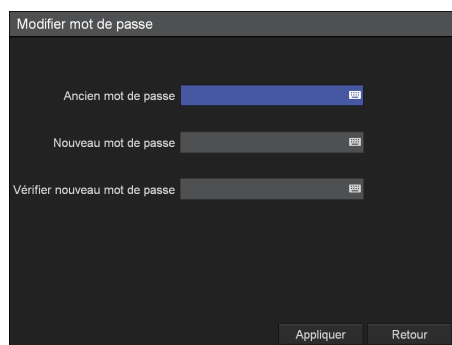 Modifier mot de passe
Ancien mot de passe
Nouveau mot de passe
Vérifier nouveau mot de passe
Appliquer Retour